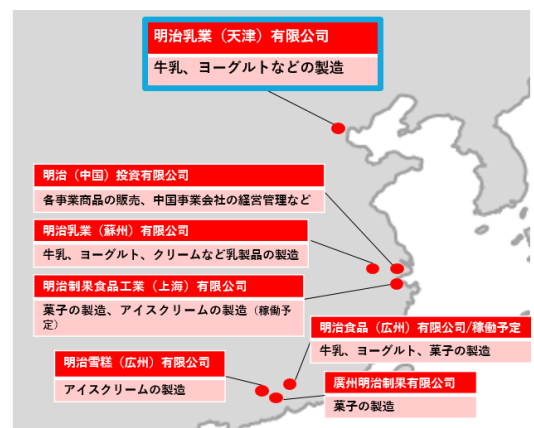 明治乳業（天津）有限公司
牛乳、ヨーグルトなどの製造
明治（中国）投資有限公司
各事業商品の販売、中国事業会社の経営管理など
明治乳業（蘇州）有限公司
牛乳、ヨーグルト、クリームなど乳製品の製造
明治制果食品工業（上海）有限公司
菓子の製造、アイスクリームの製造（稼働予
定）
明治食品（広州）有限公司/稼働予定
牛乳、ヨーグルト、菓子の製造
明治雪糕（広州）有限公司
アイスクリームの製造
廣州明治制果有限公司
菓子の製造